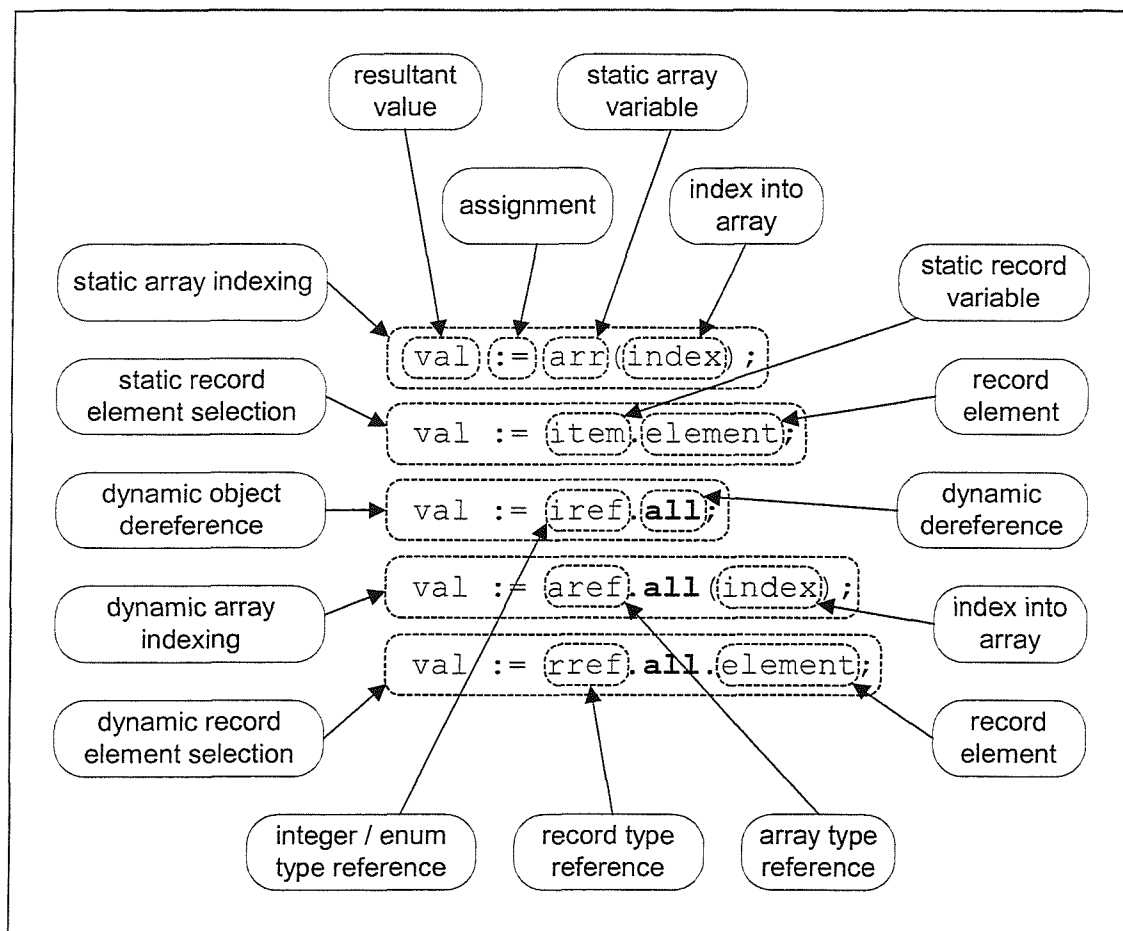 resultant
value
static array
variable
assignment
index into
array
static array indexing
static record
variable
val := arr(index);
static record
element selection
record
element
val := item.element;
dynamic object
dereference
val := iref.all;
dynamic
dereference
val := aref.all(index);
dynamic array
indexing
index into
array
val := rref.all.element;
dynamic record
element selection
record
element
integer / enum
type reference
record type
reference
array type
reference